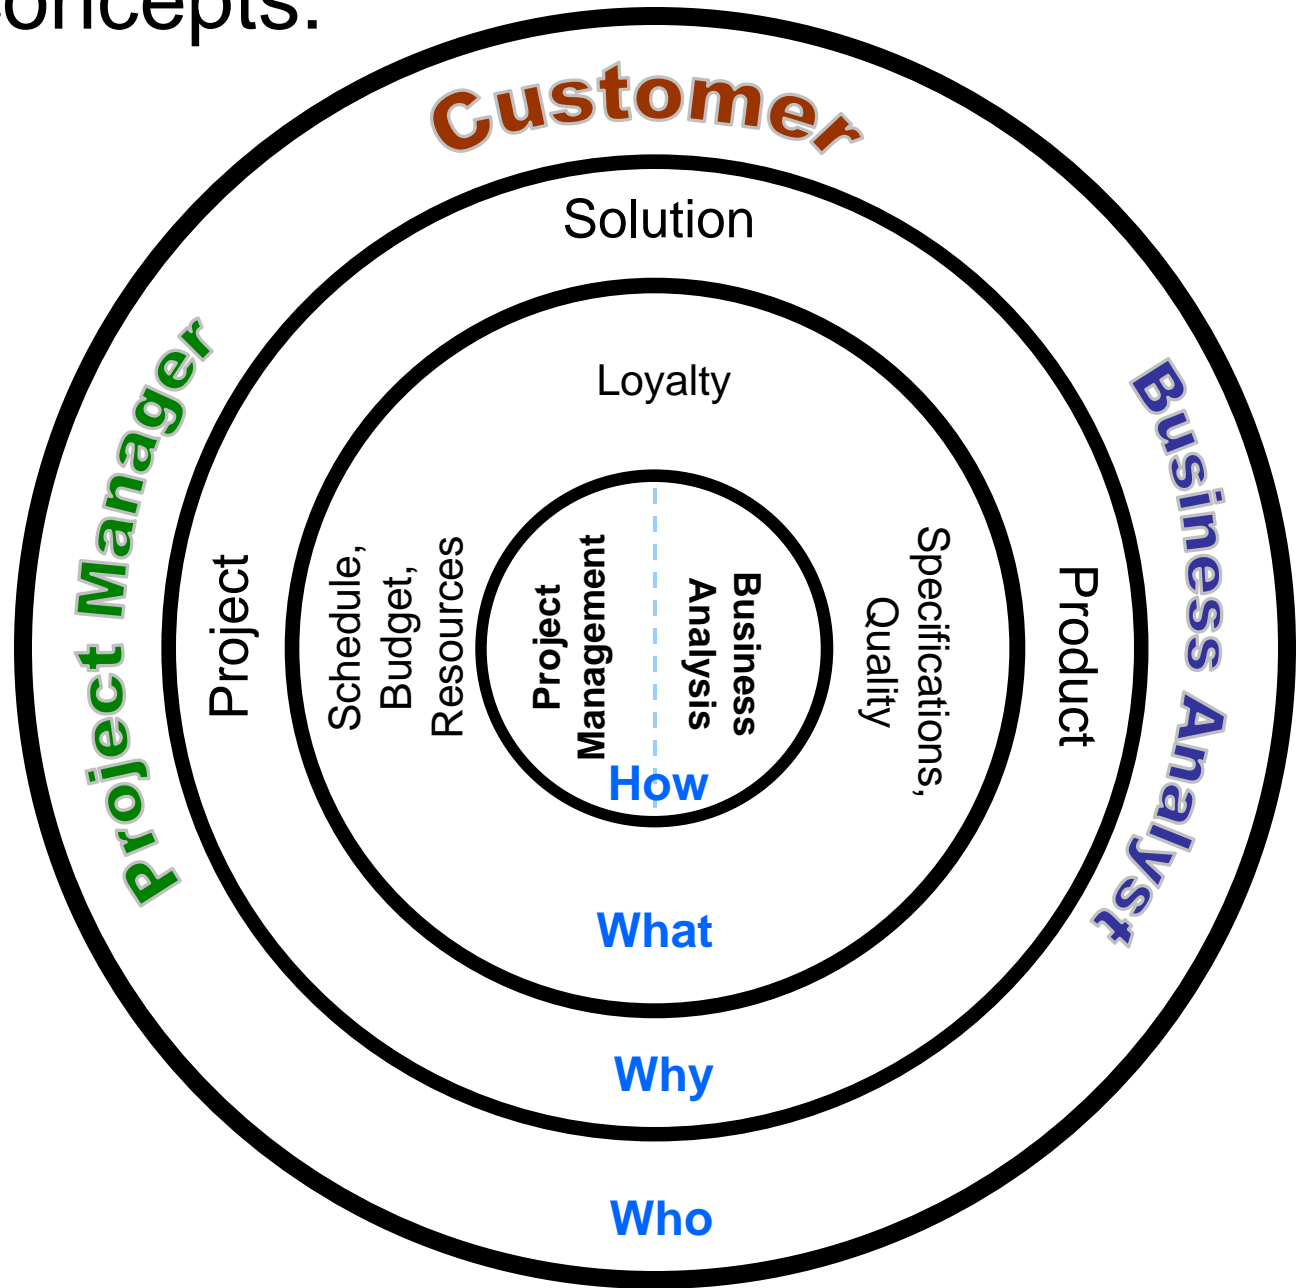 concepts.
Customer
Solution
Loyalty
Project Manager
Project
Schedule,
Budget,
Resources
Project
Management
Business
Analysis
Specifications,
Quality
Product
Business Analyst
How
What
Why
Who